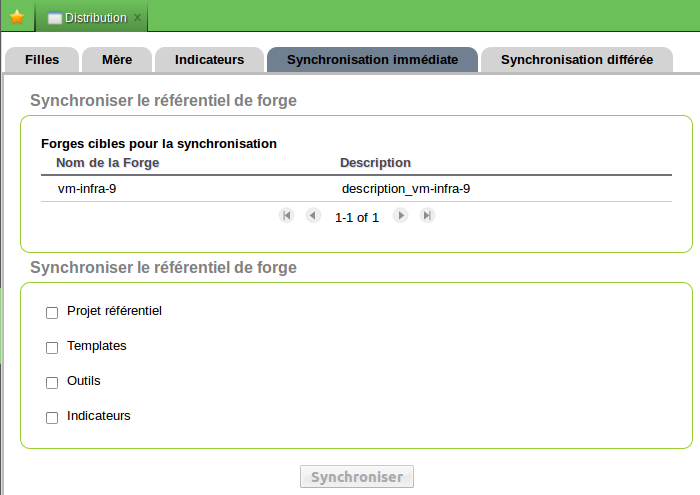 Distribution x
Filles Mère Indicateurs Synchronisation immédiate Synchronisation différée
Synchroniser le référentiel de forge
Forges cibles pour la synchronisation
Nom de la Forge Description
vm-infra-9 description_vm-infra-9
1-1 of 1
Synchroniser le référentiel de forge
Projet référentiel
Templates
Outils
Indicateurs
Synchroniser